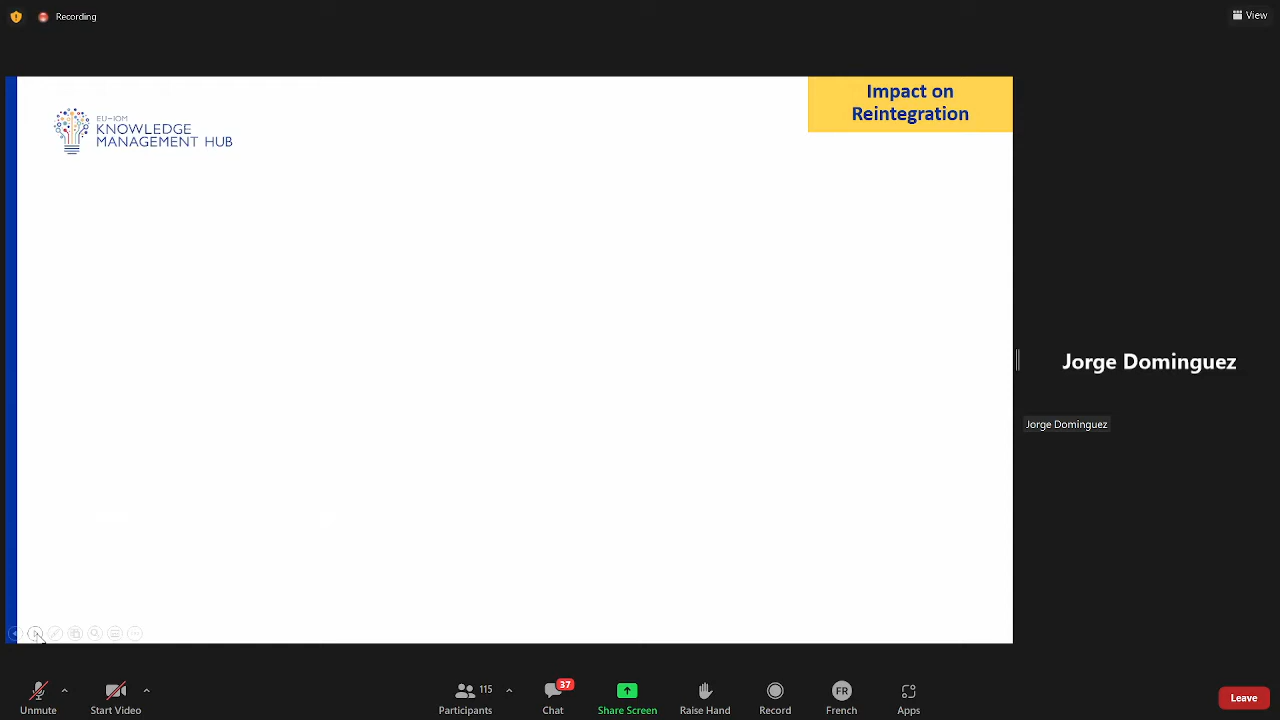 Recording
View
Impact on
Reintegration
EU-IOM
KNOWLEDGE
MANAGEMENT HUB
Jorge Dominguez
Jorge Dominguez
Unmute
Start Video
115
Participants
37
Chat
Share Screen
Raise Hand
Record
FR
French
Apps
Leave